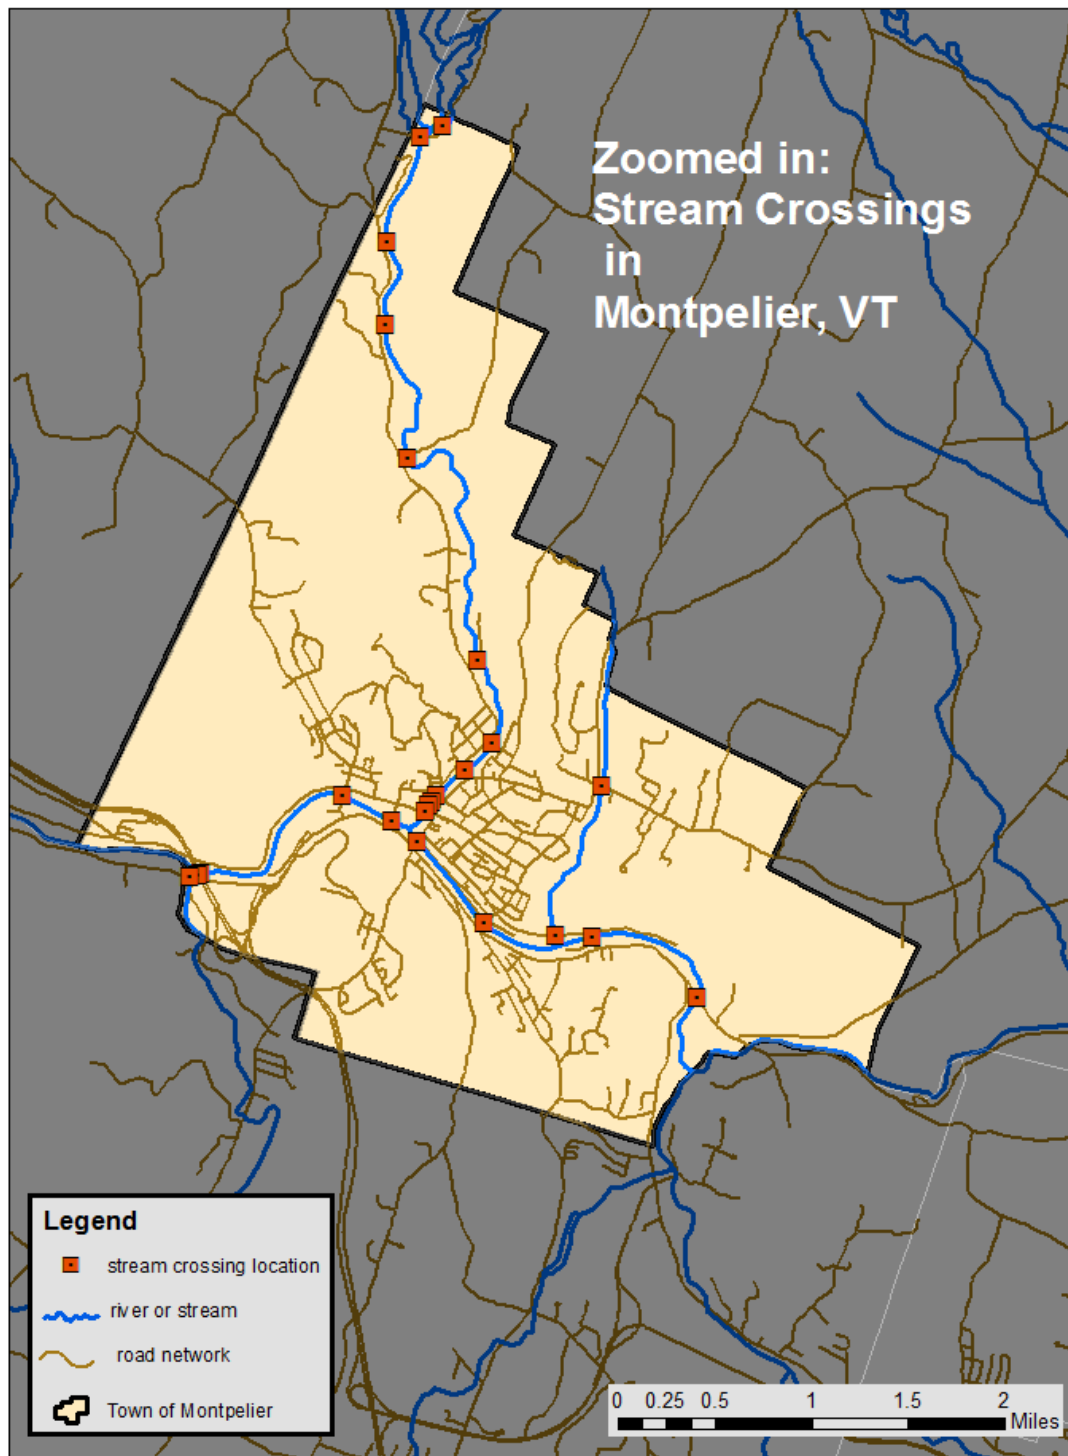 Zoomed in:
Stream Crossings
in
Montpelier, VT
Legend
stream crossing location
river or stream
road network
Town of Montpelier
0 0.25 0.5 1 1.5 2
Miles